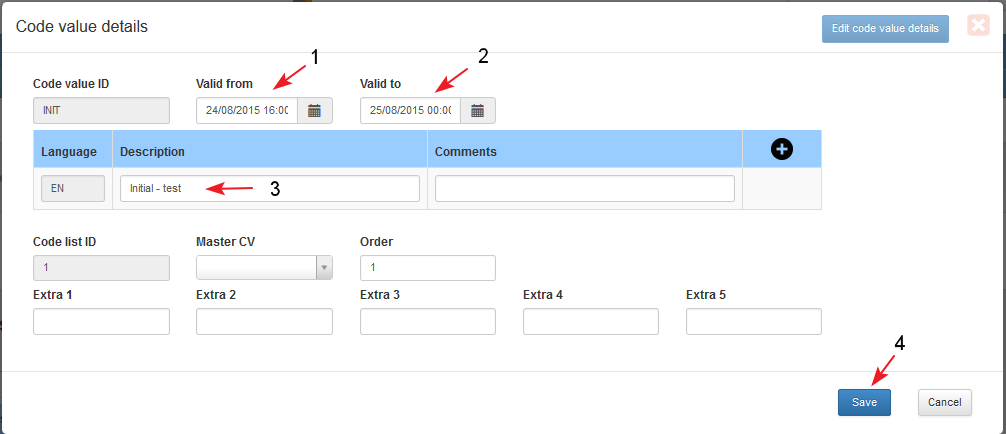 Code value details
Edit code value details
1
2
Code value ID
Valid from
Valid to
INIT
24/08/2015 16:00
25/08/2015 00:00
Language
Description
Comments
EN
Initial - test
3
Code list ID
Master CV
Order
1
1
Extra 1
Extra 2
Extra 3
Extra 4
Extra 5
4
Save
Cancel